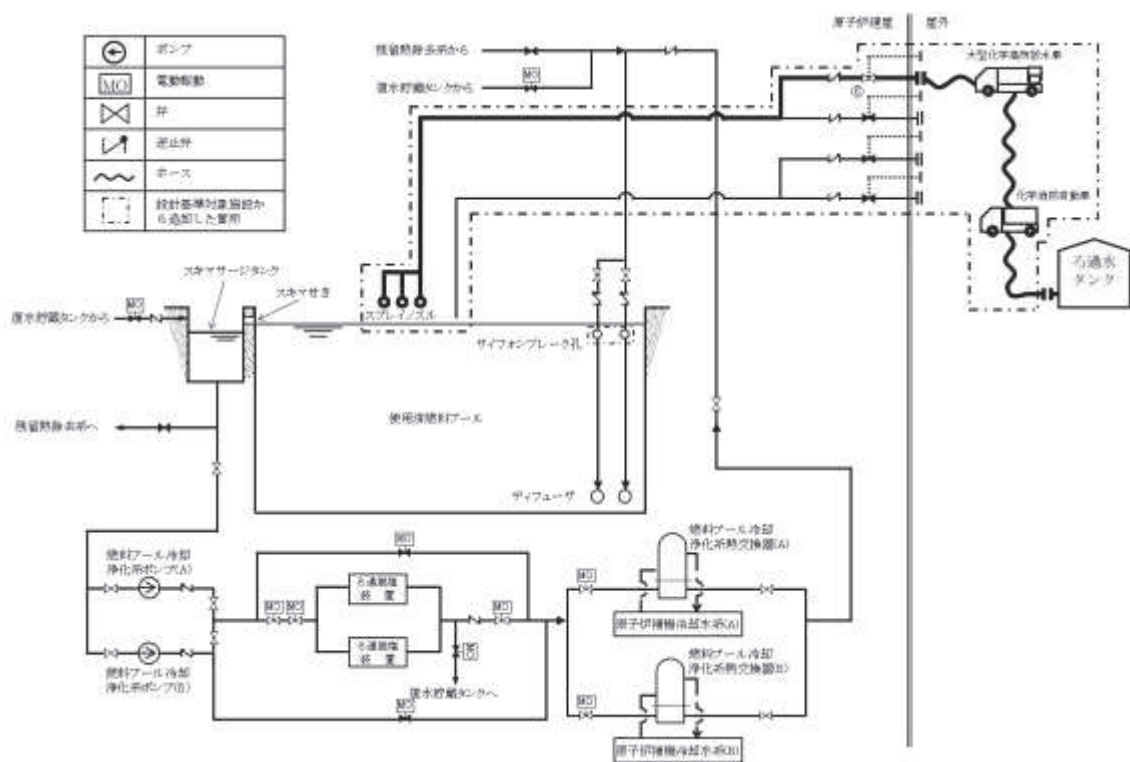 ポンプ
MO
電動駆動
弁
逆止弁
ホース
設計基準対象施設か
ら追加した箇所
残留熱除去系から
MO
復水貯蔵タンクから
原子炉建屋
屋外
大型化学高所放水車
⑥
化学消防自動車
ろ過水
タンク
スキマサージタンク
スキマせき
MO
復水貯蔵タンクから
スプレイノズル
サイフォンブレーク孔
残留熱除去系へ
使用済燃料プール
ディフューザ
燃料プール冷却
浄化系ポンプ(A)
燃料プール冷却
浄化系ポンプ(B)
MO
MO
MO
ろ過脱塩
装置
ろ過脱塩
装置
MO
MO
復水貯蔵タンクへ
MO
燃料プール冷却
浄化系熱交換器(A)
MO
原子炉補機冷却水系(A)
燃料プール冷却
浄化系熱交換器(B)
MO
原子炉補機冷却水系(B)